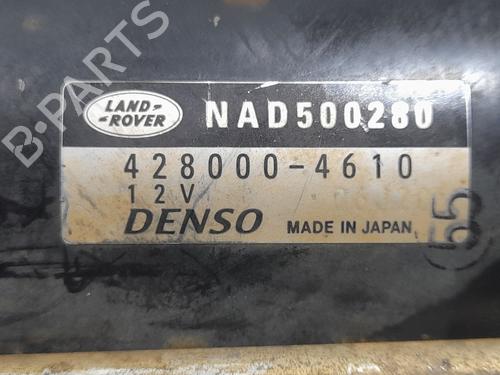 B-PARTS
LAND-
-ROVER
NAD500280
428000-4610
12V
DENSO
MADE IN JAPAN
55